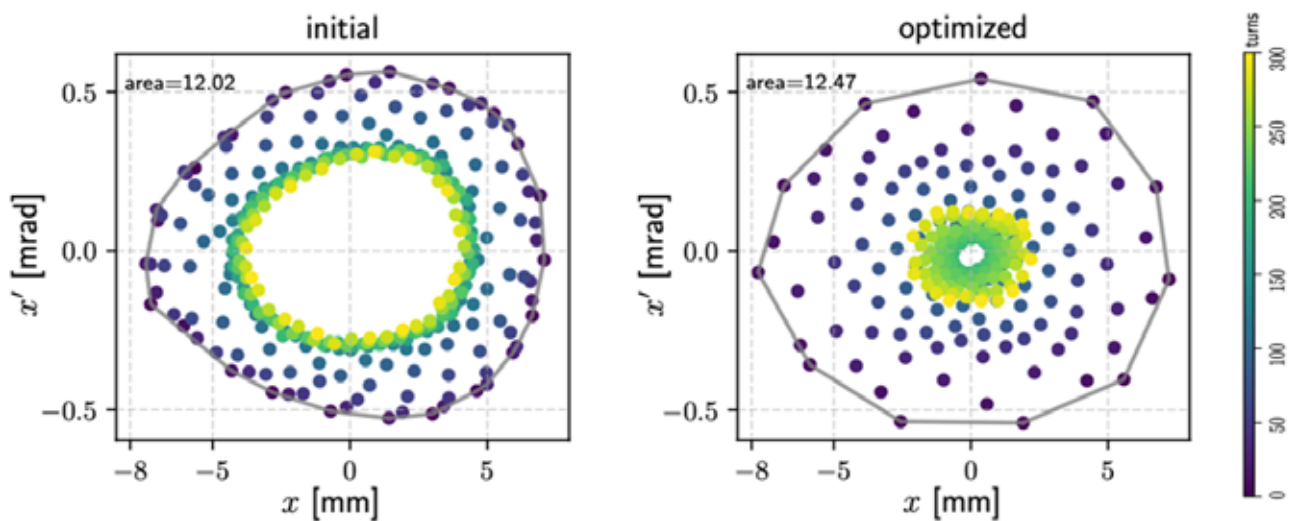 initial
area=12.02
0.5
0.0
−0.5
x′ [mrad]
−8
−5
0
5
x [mm]
optimized
area=12.47
0.5
0.0
−0.5
x′ [mrad]
−8
−5
0
5
x [mm]
turns
300
250
200
150
100
50
0